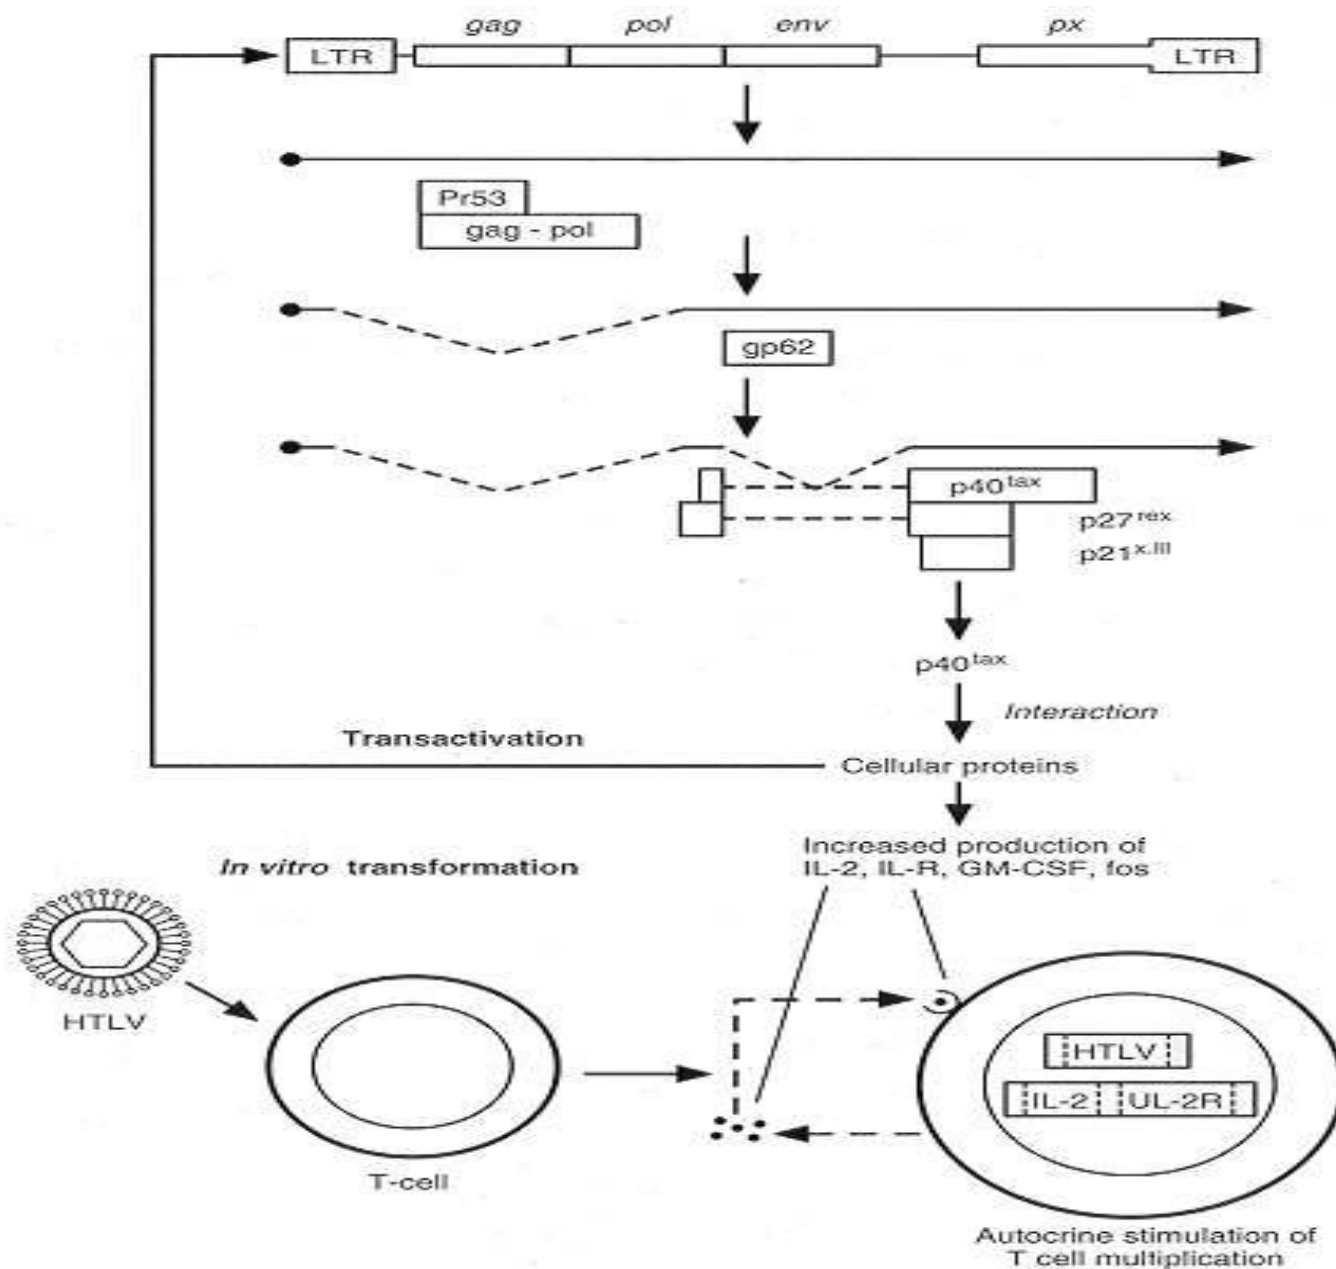 gag pol env px
LTR LTR
Pr53
gag - pol
gp62
p40tax
p27rex
p21x.III
p40tax
Interaction
Transactivation
Cellular proteins
Increased production of
IL-2, IL-R, GM-CSF, fos
In vitro transformation
HTLV
T-cell
HTLV
IL-2 UL-2R
Autocrine stimulation of
T cell multiplication